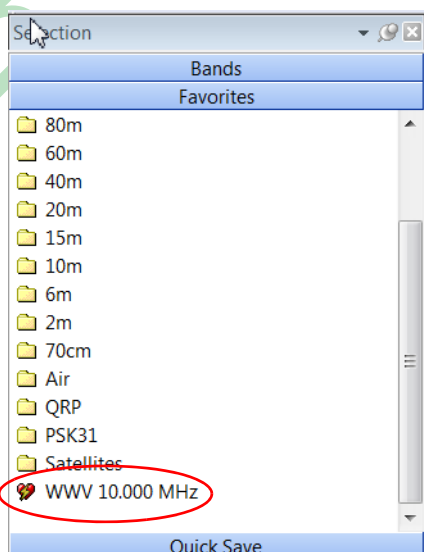 Selection
Bands
Favorites
80m
60m
40m
20m
15m
10m
6m
2m
70cm
Air
QRP
PSK31
Satellites
WWV 10.000 MHz
Quick Save